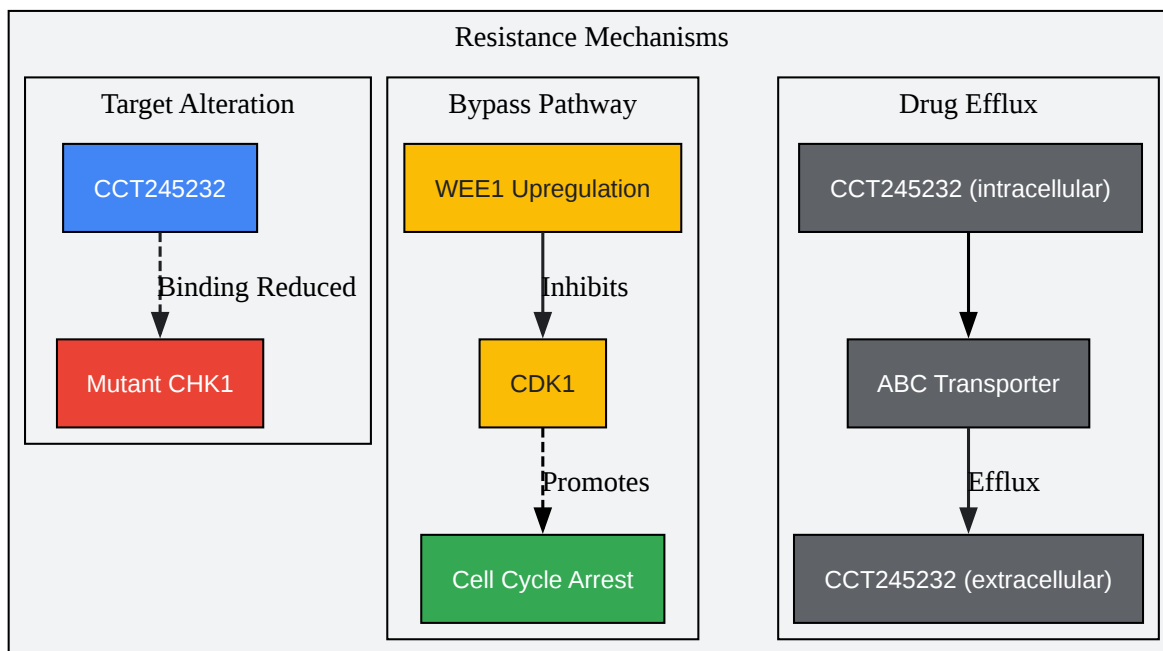 Resistance Mechanisms
Target Alteration
CCT245232
Binding Reduced
Mutant CHK1
Bypass Pathway
WEE1 Upregulation
Inhibits
CDK1
Promotes
Cell Cycle Arrest
Drug Efflux
CCT245232 (intracellular)
ABC Transporter
Efflux
CCT245232 (extracellular)